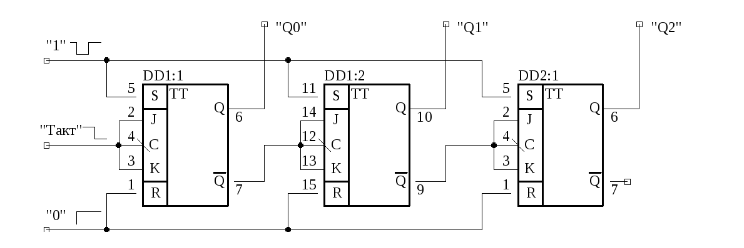 "Q0" "Q1" "Q2"
"1"
DD1:1 DD1:2 DD2:1
5 S TT 11 S TT 5 S TT
Q Q Q
2 J 6 14 J 10 2 J 6
"Такт" 4 C 12 C 4 C
3 K 13 K 3 K
Q Q Q
1 R 7 15 R 9 1 R 7
"0"